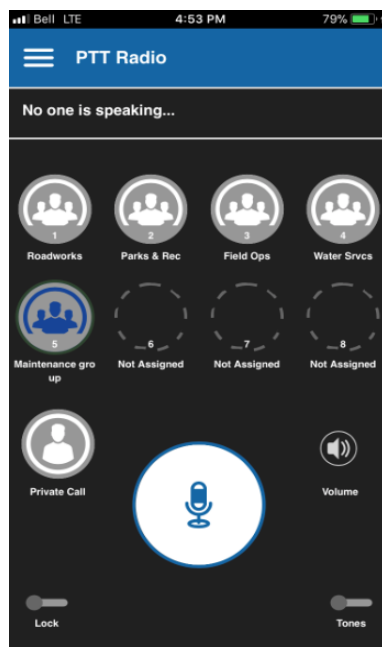 Bell LTE 4:53 PM 79%
PTT Radio
No one is speaking...
1 2 3 4
Roadworks Parks & Rec Field Ops Water Srvcs
5 6 7 8
Maintenance gro Not Assigned Not Assigned Not Assigned
up
Private Call Volume
Lock Tones